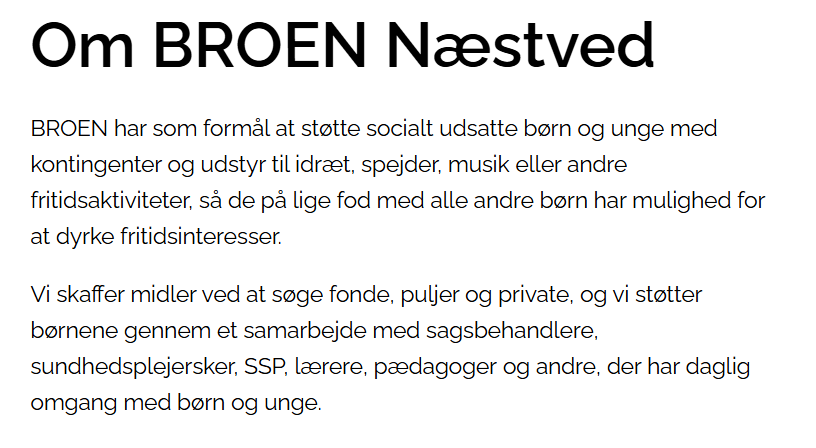 Om BROEN Næstved
BROEN har som formål at støtte socialt udsatte børn og unge med
kontingenter og udstyr til idræt, spejder, musik eller andre
fritidsaktiviteter, så de på lige fod med alle andre børn har mulighed for
at dyrke fritidsinteresser.
Vi skaffer midler ved at søge fonde, puljer og private, og vi støtter
børnene gennem et samarbejde med sagsbehandlere,
sundhedsplejersker, SSP, lærere, pædagoger og andre, der har daglig
omgang med børn og unge.